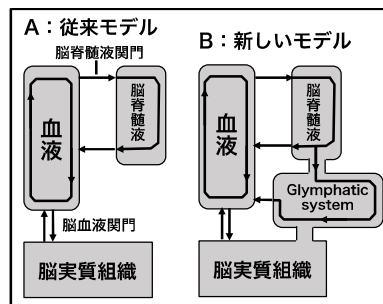 A：従来モデル
脳脊髄液関門
血液
脳脊髄液
脳血液関門
脳実質組織
B：新しいモデル
血液
脳脊髄液
Glymphatic
system
脳実質組織